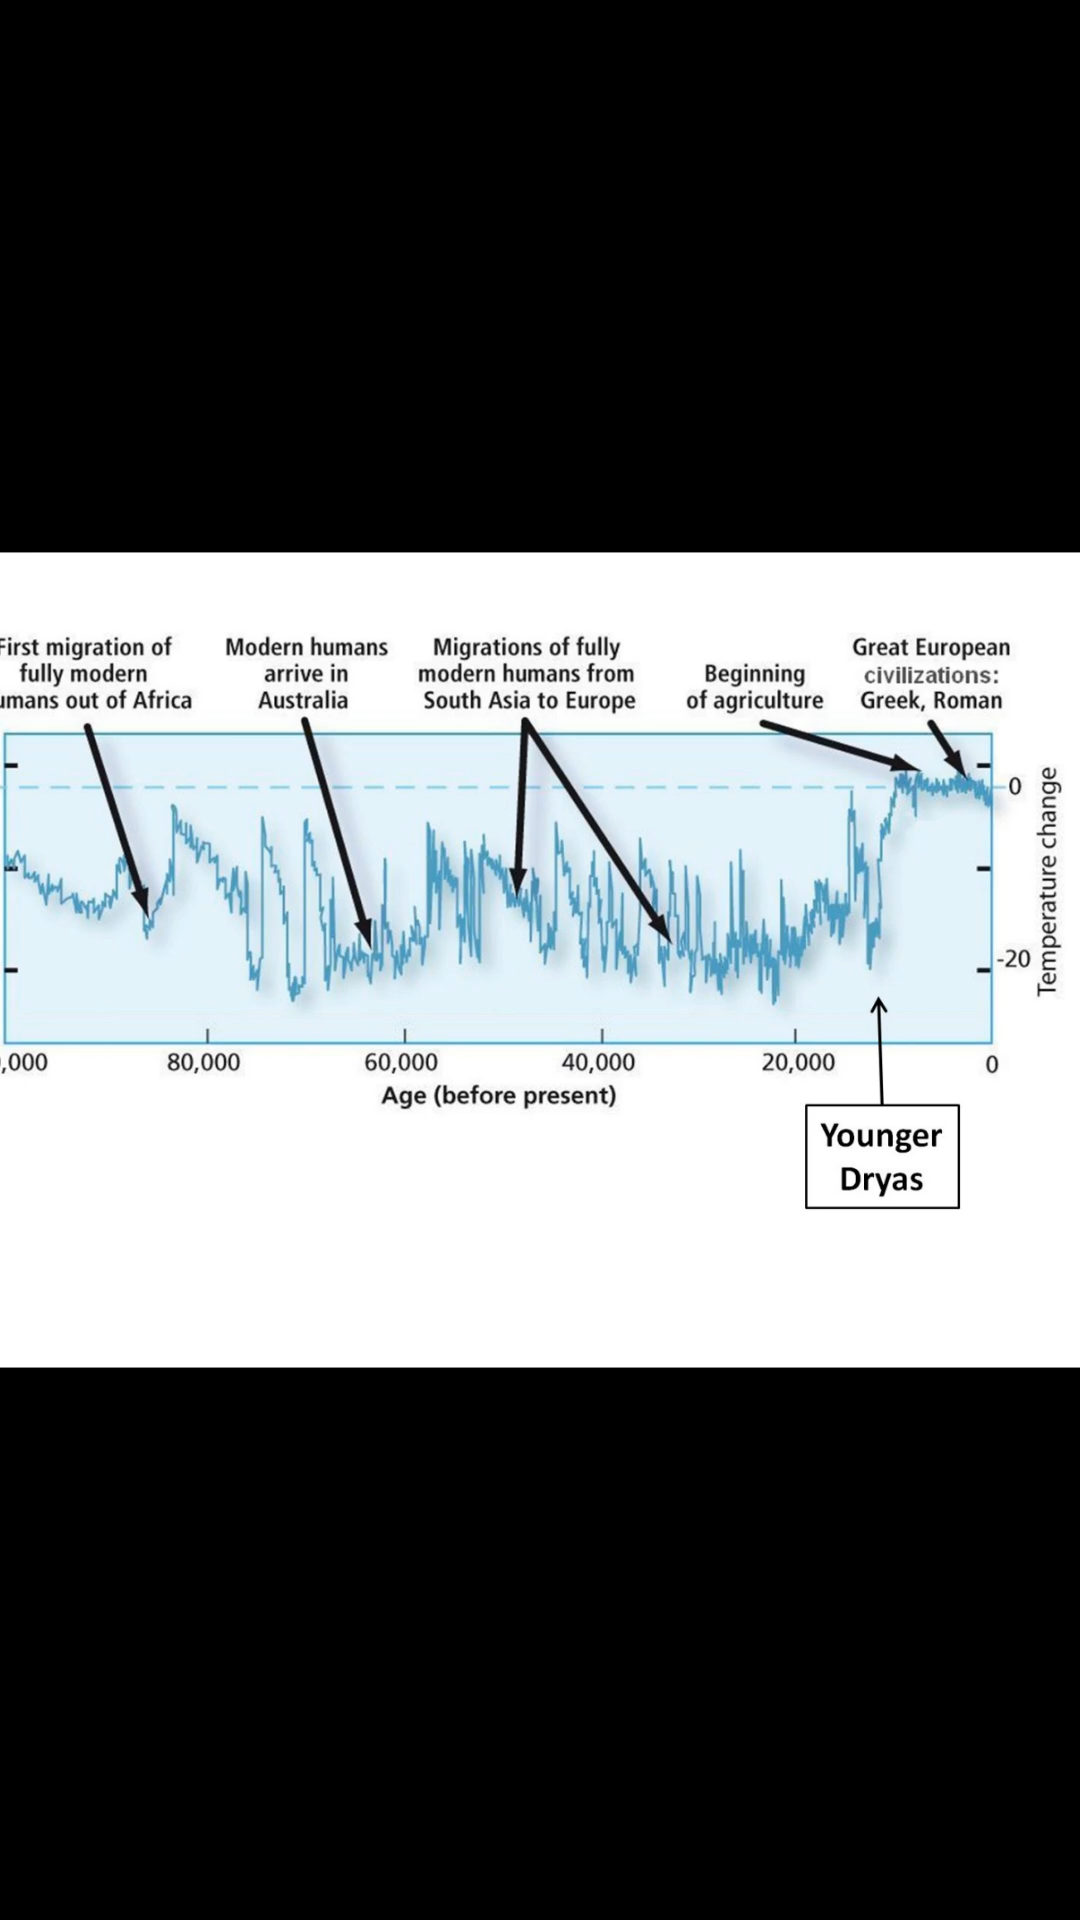 First migration of
fully modern
umans out of Africa
Modern humans
arrive in
Australia
Migrations of fully
modern humans from
South Asia to Europe
Beginning
of agriculture
Great European
civilizations:
Greek, Roman
0
-20
Temperature change
,000
80,000
60,000
40,000
20,000
0
Age (before present)
Younger
Dryas